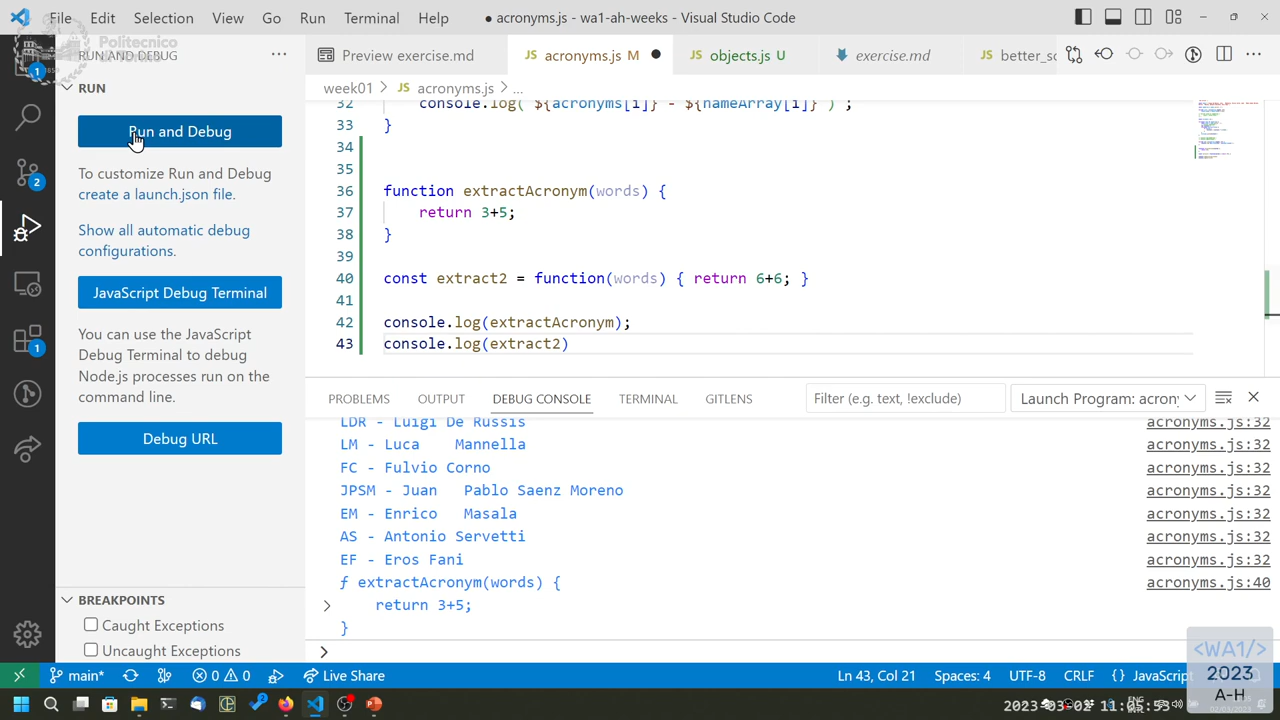 File Edit Selection View Go Run Terminal Help
● acronyms.js - wa1-ah-weeks - Visual Studio Code
Politecnico
RUN AND DEBUG
Preview exercise.md
JS acronyms.js M
JS objects.js U
exercise.md
JS better_sc
RUN
week01 > JS acronyms.js > ...
Run and Debug
To customize Run and Debug
create a launch.json file.
Show all automatic debug
configurations.
JavaScript Debug Terminal
You can use the JavaScript
Debug Terminal to debug
Node.js processes run on the
command line.
Debug URL
BREAKPOINTS
Caught Exceptions
Uncaught Exceptions
1
2
1
32 console.log(`${acronyms[i]} - ${nameArray[i]}`) ;
33 }
34
35
36 function extractAcronym(words) {
37 return 3+5;
38 }
39
40 const extract2 = function(words) { return 6+6; }
41
42 console.log(extractAcronym);
43 console.log(extract2)
PROBLEMS OUTPUT DEBUG CONSOLE TERMINAL GITLENS
Filter (e.g. text, !exclude)
Launch Program: acrony
LDR - Luigi De Russis acronyms.js:32
LM - Luca Mannella acronyms.js:32
FC - Fulvio Corno acronyms.js:32
JPSM - Juan Pablo Saenz Moreno acronyms.js:32
EM - Enrico Masala acronyms.js:32
AS - Antonio Servetti acronyms.js:32
EF - Eros Fani acronyms.js:32
ƒ extractAcronym(words) { acronyms.js:40
return 3+5;
}
main* 0 0 Live Share
Ln 43, Col 21 Spaces: 4 UTF-8 CRLF {} JavaScript
<WA1/>
2023
A-H